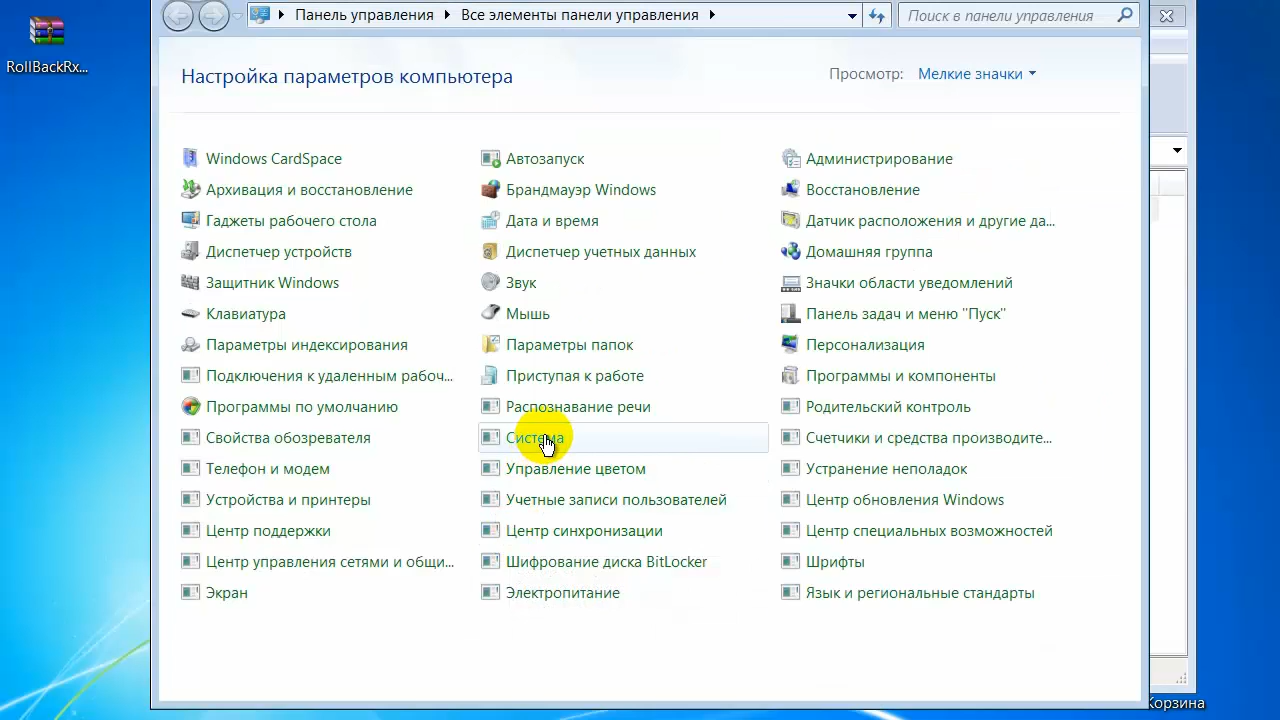 RollBackRx...
Панель управления
Все элементы панели управления
Поиск в панели управления
Настройка параметров компьютера
Просмотр: Мелкие значки
Windows CardSpace
Автозапуск
Администрирование
Архивация и восстановление
Брандмауэр Windows
Восстановление
Гаджеты рабочего стола
Дата и время
Датчик расположения и другие да...
Диспетчер устройств
Диспетчер учетных данных
Домашняя группа
Защитник Windows
Звук
Значки области уведомлений
Клавиатура
Мышь
Панель задач и меню "Пуск"
Параметры индексирования
Параметры папок
Персонализация
Подключения к удаленным рабоч...
Приступая к работе
Программы и компоненты
Программы по умолчанию
Распознавание речи
Родительский контроль
Свойства обозревателя
Система
Счетчики и средства производите...
Телефон и модем
Управление цветом
Устранение неполадок
Устройства и принтеры
Учетные записи пользователей
Центр обновления Windows
Центр поддержки
Центр синхронизации
Центр специальных возможностей
Центр управления сетями и общи...
Шифрование диска BitLocker
Шрифты
Экран
Электропитание
Язык и региональные стандарты
Корзина